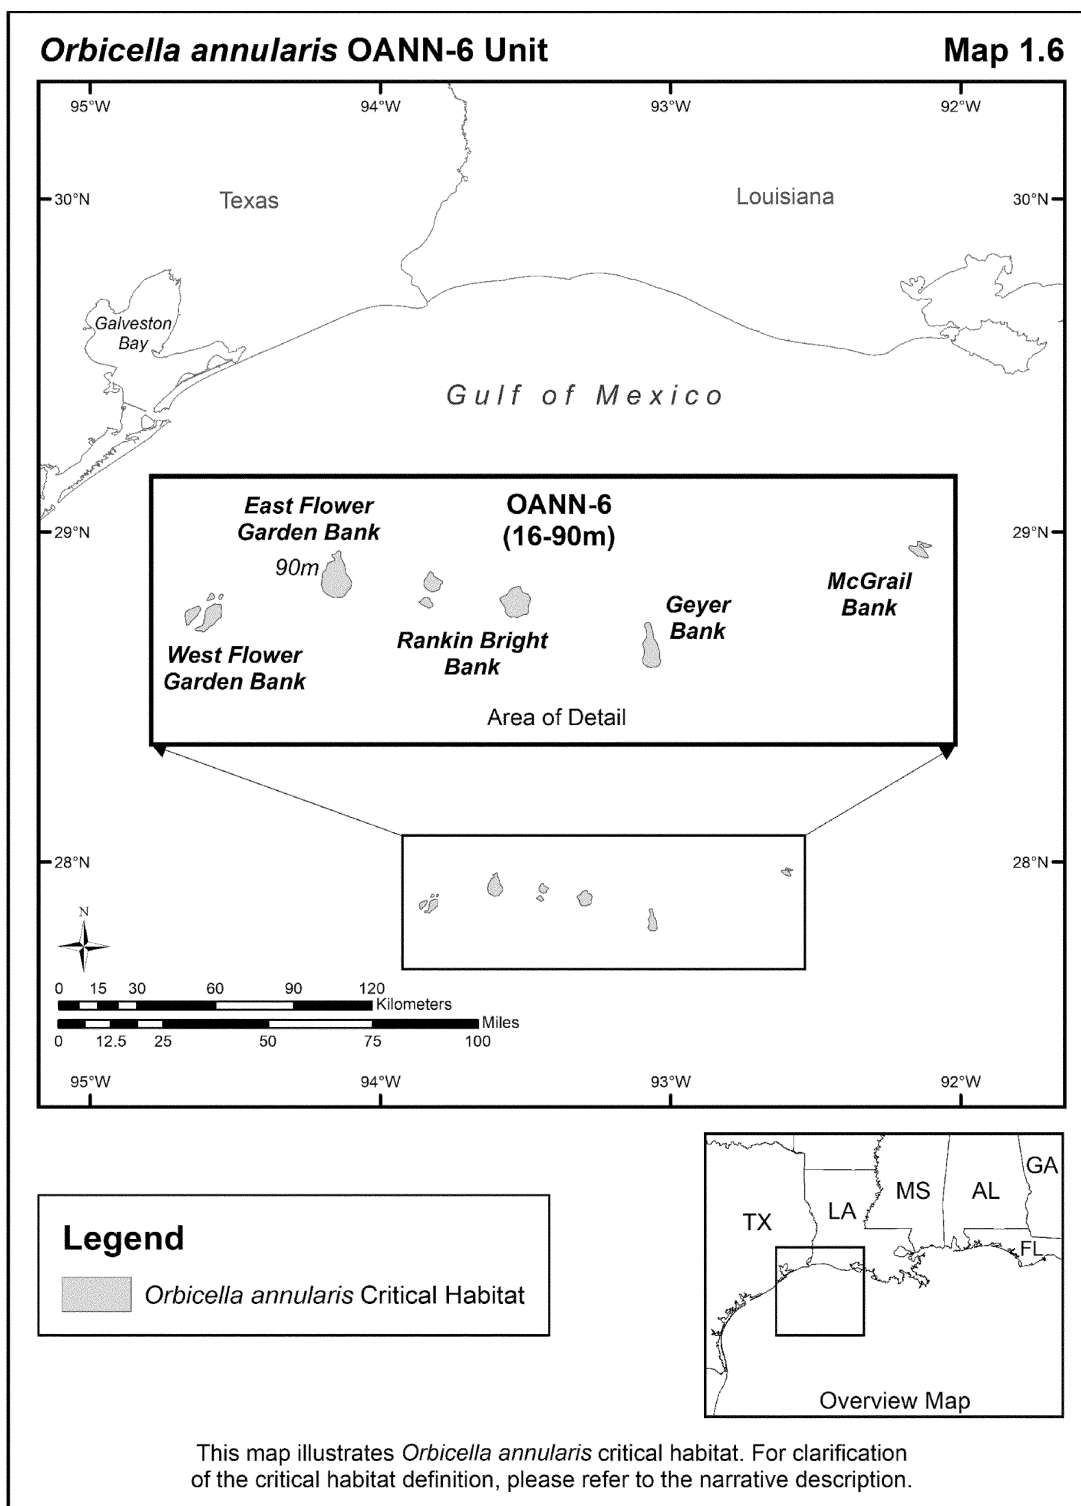 Orbicella annularis OANN-6 Unit
Map 1.6
95°W
94°W
93°W
92°W
30°N
Texas
Louisiana
30°N
Galveston
Bay
Gulf of Mexico
29°N
29°N
East Flower
Garden Bank
90m
OANN-6
(16-90m)
McGrail
Bank
Geyer
Bank
Rankin Bright
Bank
West Flower
Garden Bank
Area of Detail
28°N
28°N
N
0 15 30 60 90 120
Kilometers
Miles
0 12.5 25 50 75 100
95°W
94°W
93°W
92°W
Legend
Orbicella annularis Critical Habitat
TX
LA
MS
AL
GA
FL
Overview Map
This map illustrates Orbicella annularis critical habitat. For clarification
of the critical habitat definition, please refer to the narrative description.